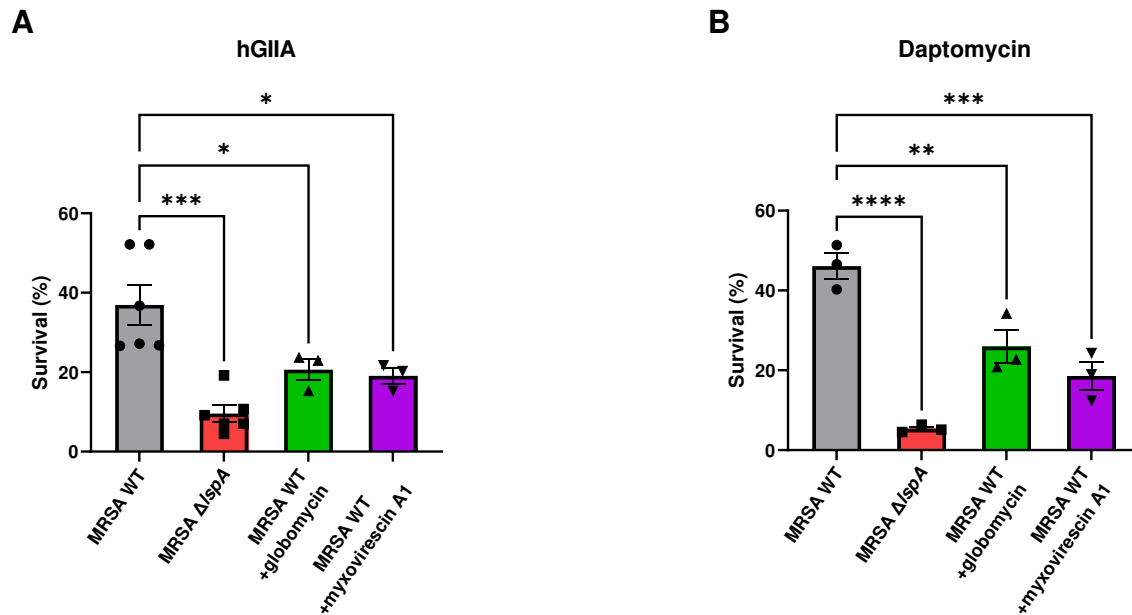 A
hGIIA
*
*
***
Survival (%)
60
40
20
0
MRSA WT
MRSA ΔlspA
MRSA WT
+globomycin
MRSA WT
+myxovirescin A1
B
Daptomycin
***
**
****
Survival (%)
60
40
20
0
MRSA WT
MRSA ΔlspA
MRSA WT
+globomycin
MRSA WT
+myxovirescin A1